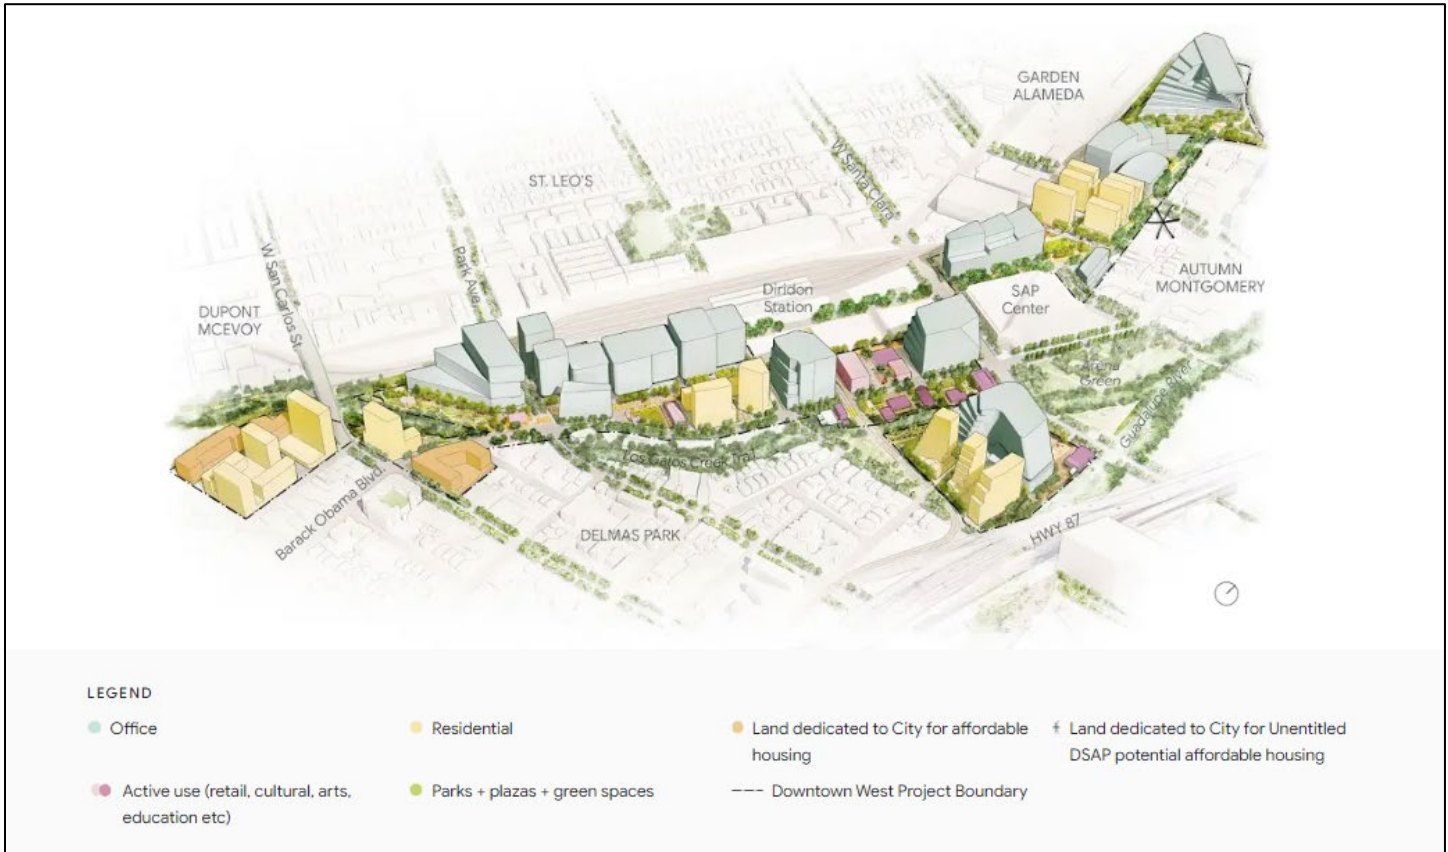 GARDEN
ALAMEDA
W Santa Clara
ST. LEO'S
W San Carlos St.
Park Ave.
DUPONT
MCEVOY
Diridon
Station
SAP
Center
AUTUMN
MONTGOMERY
Arena
Green
Guadalupe River
Los Gatos Creek Trail
Barack Obama Blvd.
DELMAS PARK
HWY 87
LEGEND
Office
Residential
Land dedicated to City for affordable
housing
Land dedicated to City for Unentitled
DSAP potential affordable housing
Active use (retail, cultural, arts,
education etc)
Parks + plazas + green spaces
Downtown West Project Boundary